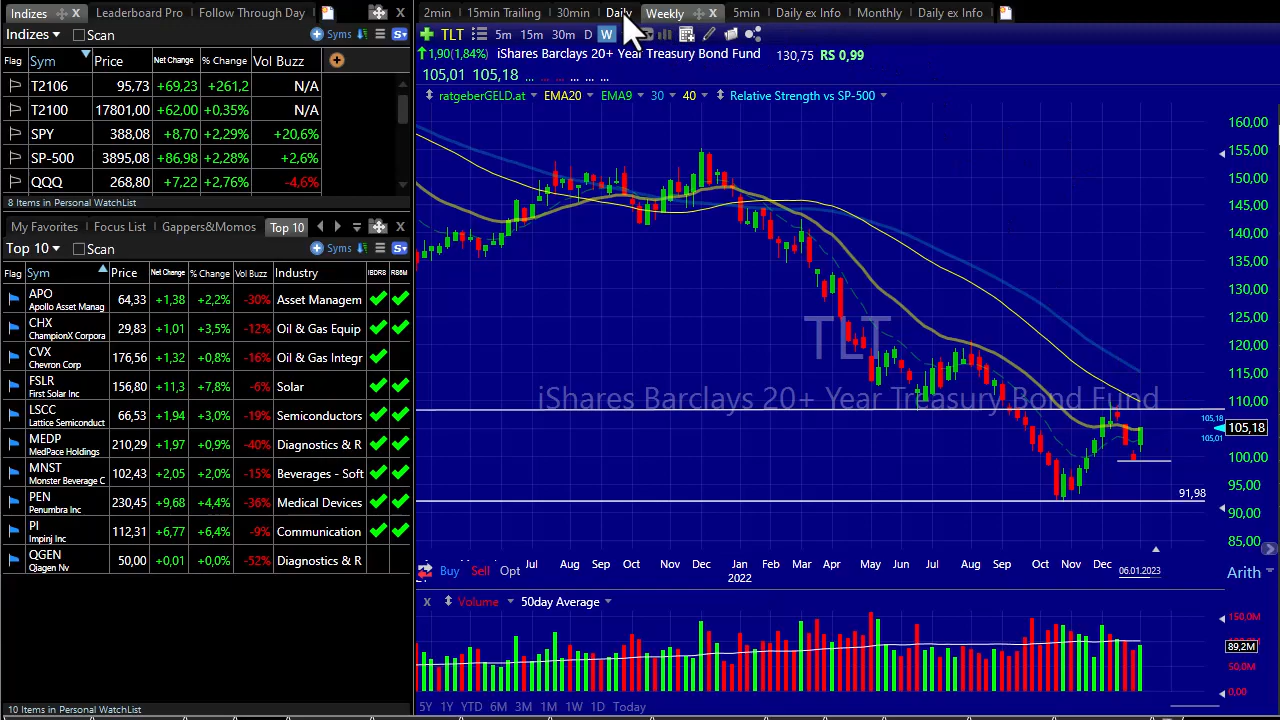 Indizes Leaderboard Pro Follow Through Day
Indizes Scan Syms
Flag Sym Price Net Change % Change Vol Buzz
T2106 95,73 +69,23 +261,2 N/A
T2100 17801,00 +62,00 +0,35% N/A
SPY 388,08 +8,70 +2,29% +20,6%
SP-500 3895,08 +86,98 +2,28% +2,6%
QQQ 268,80 +7,22 +2,76% -4,6%
8 Items in Personal WatchList
My Favorites Focus List Gappers&Momos Top 10
Top 10 Scan Syms
Flag Sym Price Net Change % Change Vol Buzz Industry IBDRS RB6M
APO 64,33 +1,38 +2,2% -30% Asset Managem
Apollo Asset Manag
CHX 29,83 +1,01 +3,5% -12% Oil & Gas Equip
ChampionX Corpora
CVX 176,56 +1,32 +0,8% -16% Oil & Gas Integr
Chevron Corp
FSLR 156,80 +11,3 +7,8% -6% Solar
First Solar Inc
LSCC 66,53 +1,94 +3,0% -19% Semiconductors
Lattice Semiconduct
MEDP 210,29 +1,97 +0,9% -40% Diagnostics & R
MedPace Holdings
MNST 102,43 +2,05 +2,0% -15% Beverages - Soft
Monster Beverage C
PEN 230,45 +9,68 +4,4% -36% Medical Devices
Penumbra Inc
PI 112,31 +6,77 +6,4% -9% Communication
Impinj Inc
QGEN 50,00 +0,01 +0,0% -52% Diagnostics & R
Qiagen Nv
10 Items in Personal WatchList
2min 15min Trailing 30min Daily Weekly 5min Daily ex Info Monthly Daily ex Info
TLT 5m 15m 30m D W
1,90(1,84%) iShares Barclays 20+ Year Treasury Bond Fund 130,75 RS 0,99
105,01 105,18 ... ... ... ... ...
ratgeberGELD.at EMA20 EMA9 30 40 Relative Strength vs SP-500
160,00
155,00
150,00
145,00
140,00
135,00
130,00
125,00
120,00
115,00
110,00
105,18
105,18
105,01
100,00
95,00
91,98
90,00
85,00
TLT
iShares Barclays 20+ Year Treasury Bond Fund
Jul Aug Sep Oct Nov Dec Jan Feb Mar Apr May Jun Jul Aug Sep Oct Nov Dec
2022 06.01.2023
Buy Sell Opt Arith
X Volume 50day Average
150,0M
89,2M
50,0M
0,00
5Y 1Y YTD 6M 3M 1M 1W 1D Today